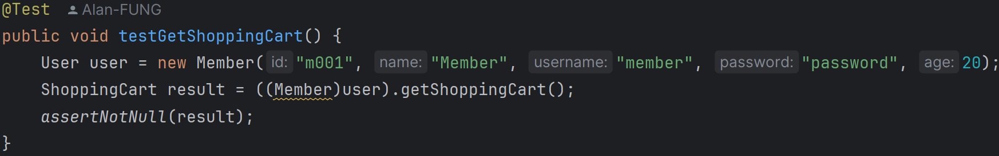 @Test Alan-FUNG
public void testGetShoppingCart() {
    User user = new Member( id: "m001", name: "Member", username: "member", password: "password", age: 20);
    ShoppingCart result = ((Member)user).getShoppingCart();
    assertNotNull(result);
}